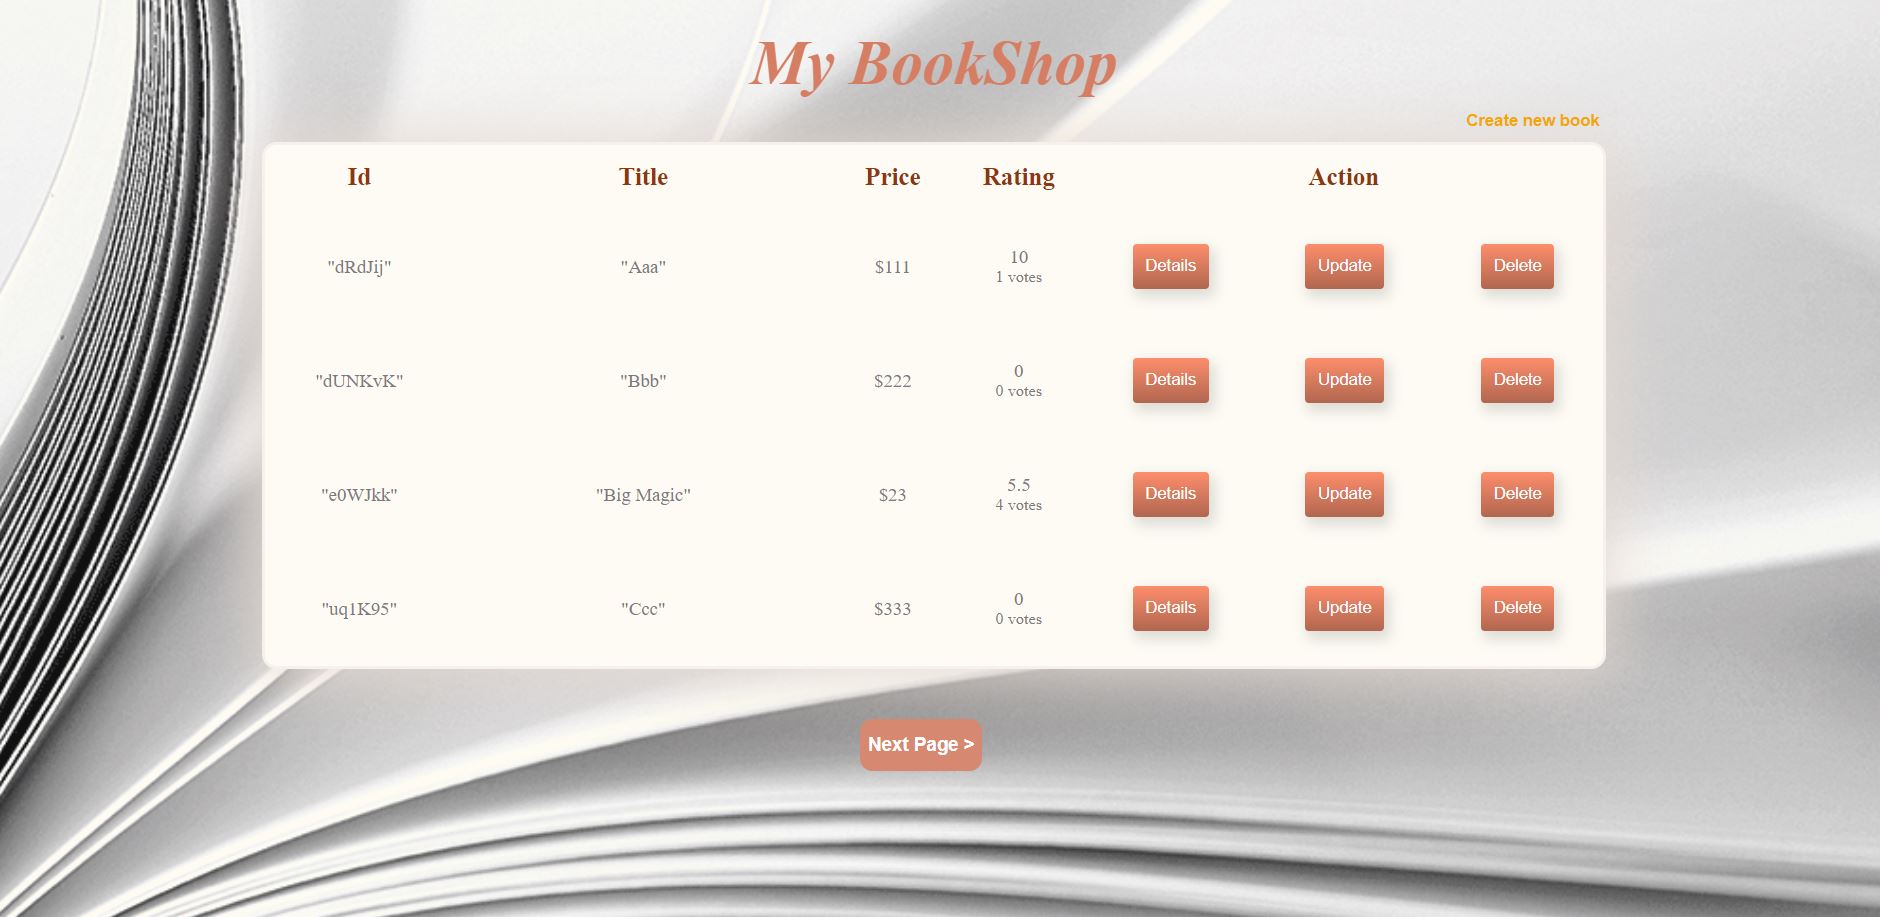 My BookShop
Create new book
Id Title Price Rating Action
"dRdJij" "Aaa" $111 10 Details Update Delete
1 votes
"dUNKvK" "Bbb" $222 0 Details Update Delete
0 votes
"e0WJkk" "Big Magic" $23 5.5 Details Update Delete
4 votes
"uq1K95" "Ccc" $333 0 Details Update Delete
0 votes
Next Page >